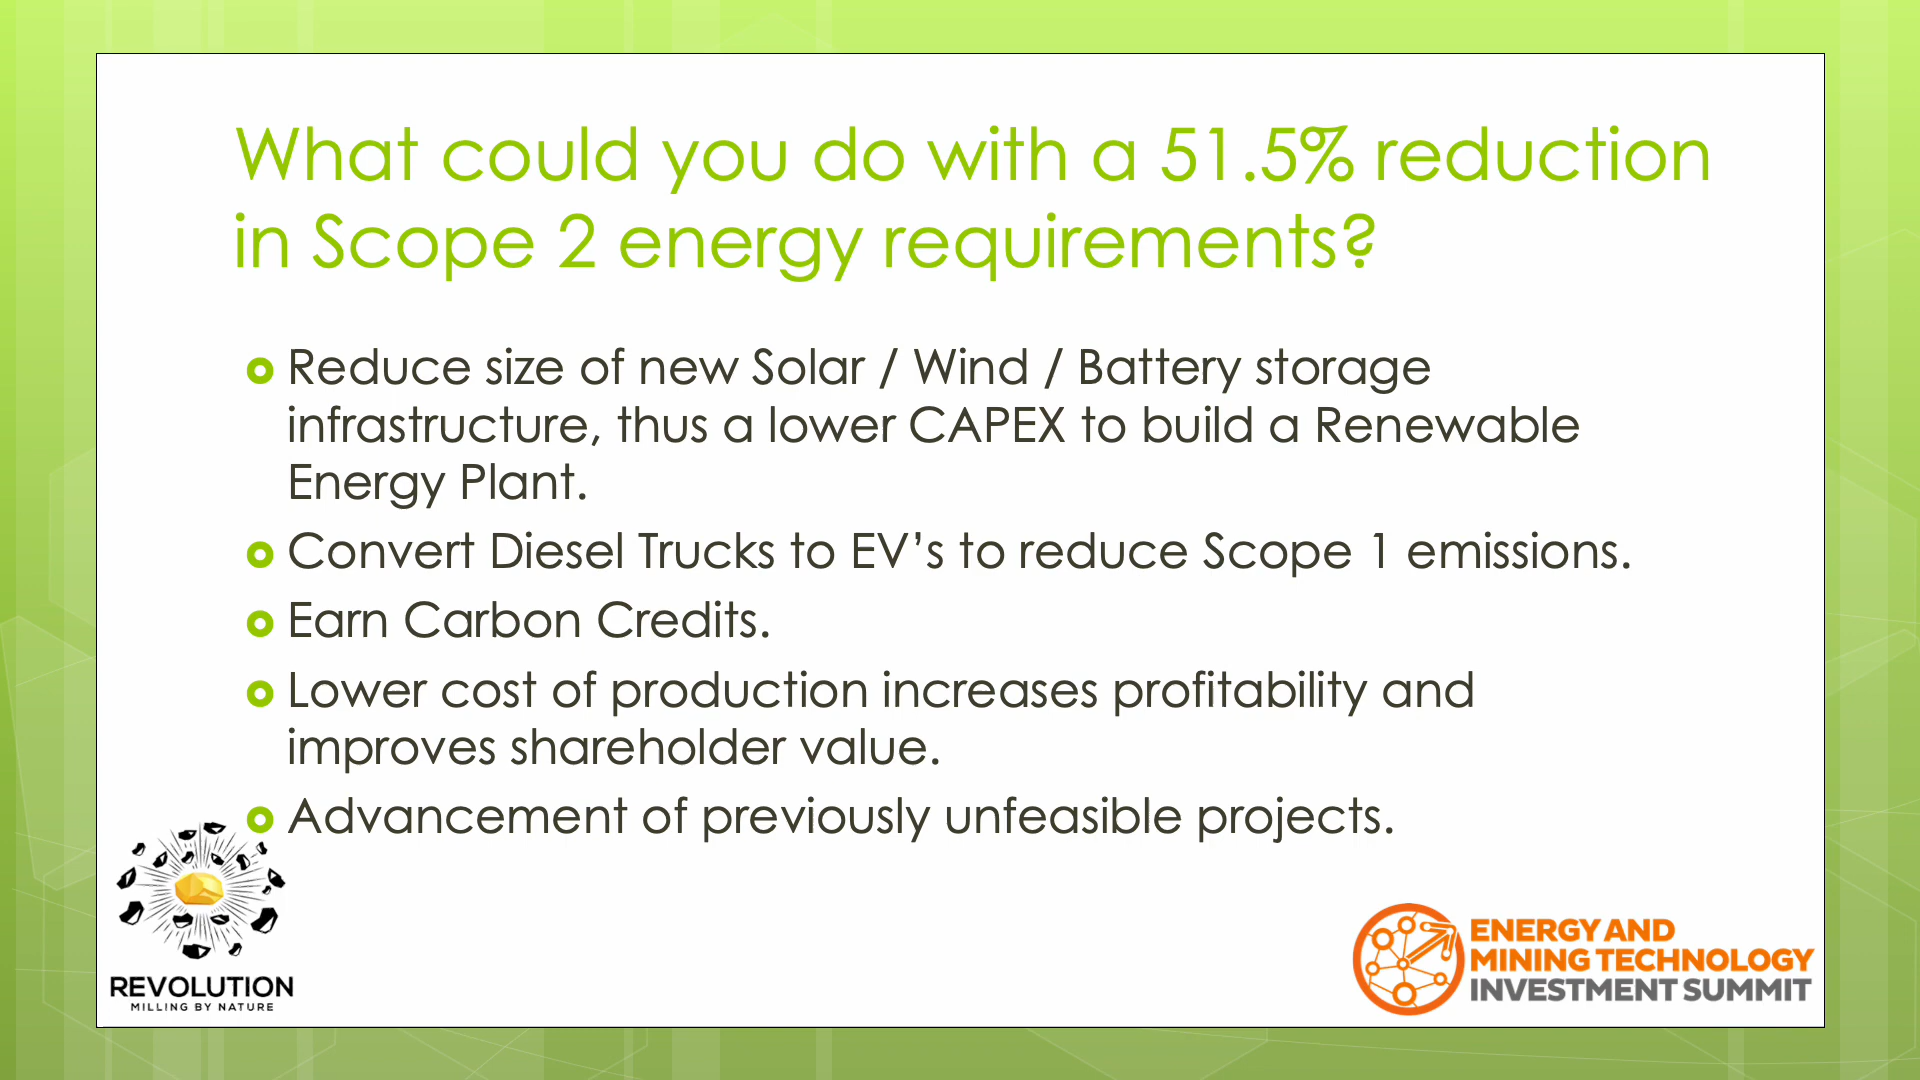 What could you do with a 51.5% reduction
in Scope 2 energy requirements?
Reduce size of new Solar / Wind / Battery storage
infrastructure, thus a lower CAPEX to build a Renewable
Energy Plant.
Convert Diesel Trucks to EV’s to reduce Scope 1 emissions.
Earn Carbon Credits.
Lower cost of production increases profitability and
improves shareholder value.
Advancement of previously unfeasible projects.
REVOLUTION
MILLING BY NATURE
ENERGY AND
MINING TECHNOLOGY
INVESTMENT SUMMIT